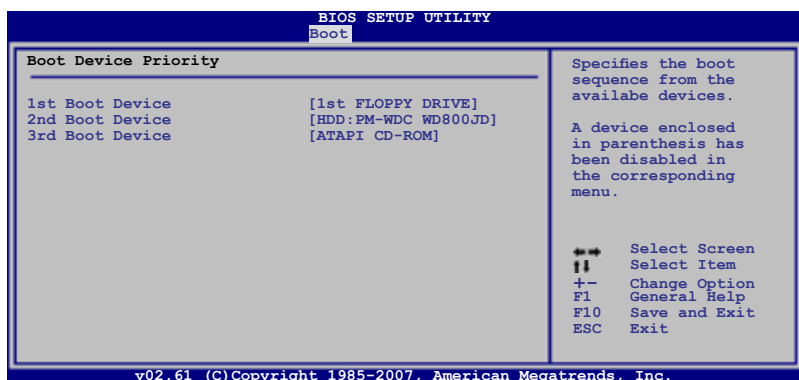 BIOS SETUP UTILITY
Boot
Boot Device Priority
1st Boot Device [1st FLOPPY DRIVE]
2nd Boot Device [HDD:PM-WDC WD800JD]
3rd Boot Device [ATAPI CD-ROM]
Specifies the boot
sequence from the
availabe devices.
A device enclosed
in parenthesis has
been disabled in
the corresponding
menu.
←→ Select Screen
↑↓ Select Item
+- Change Option
F1 General Help
F10 Save and Exit
ESC Exit
v02.61 (C)Copyright 1985-2007, American Megatrends, Inc.